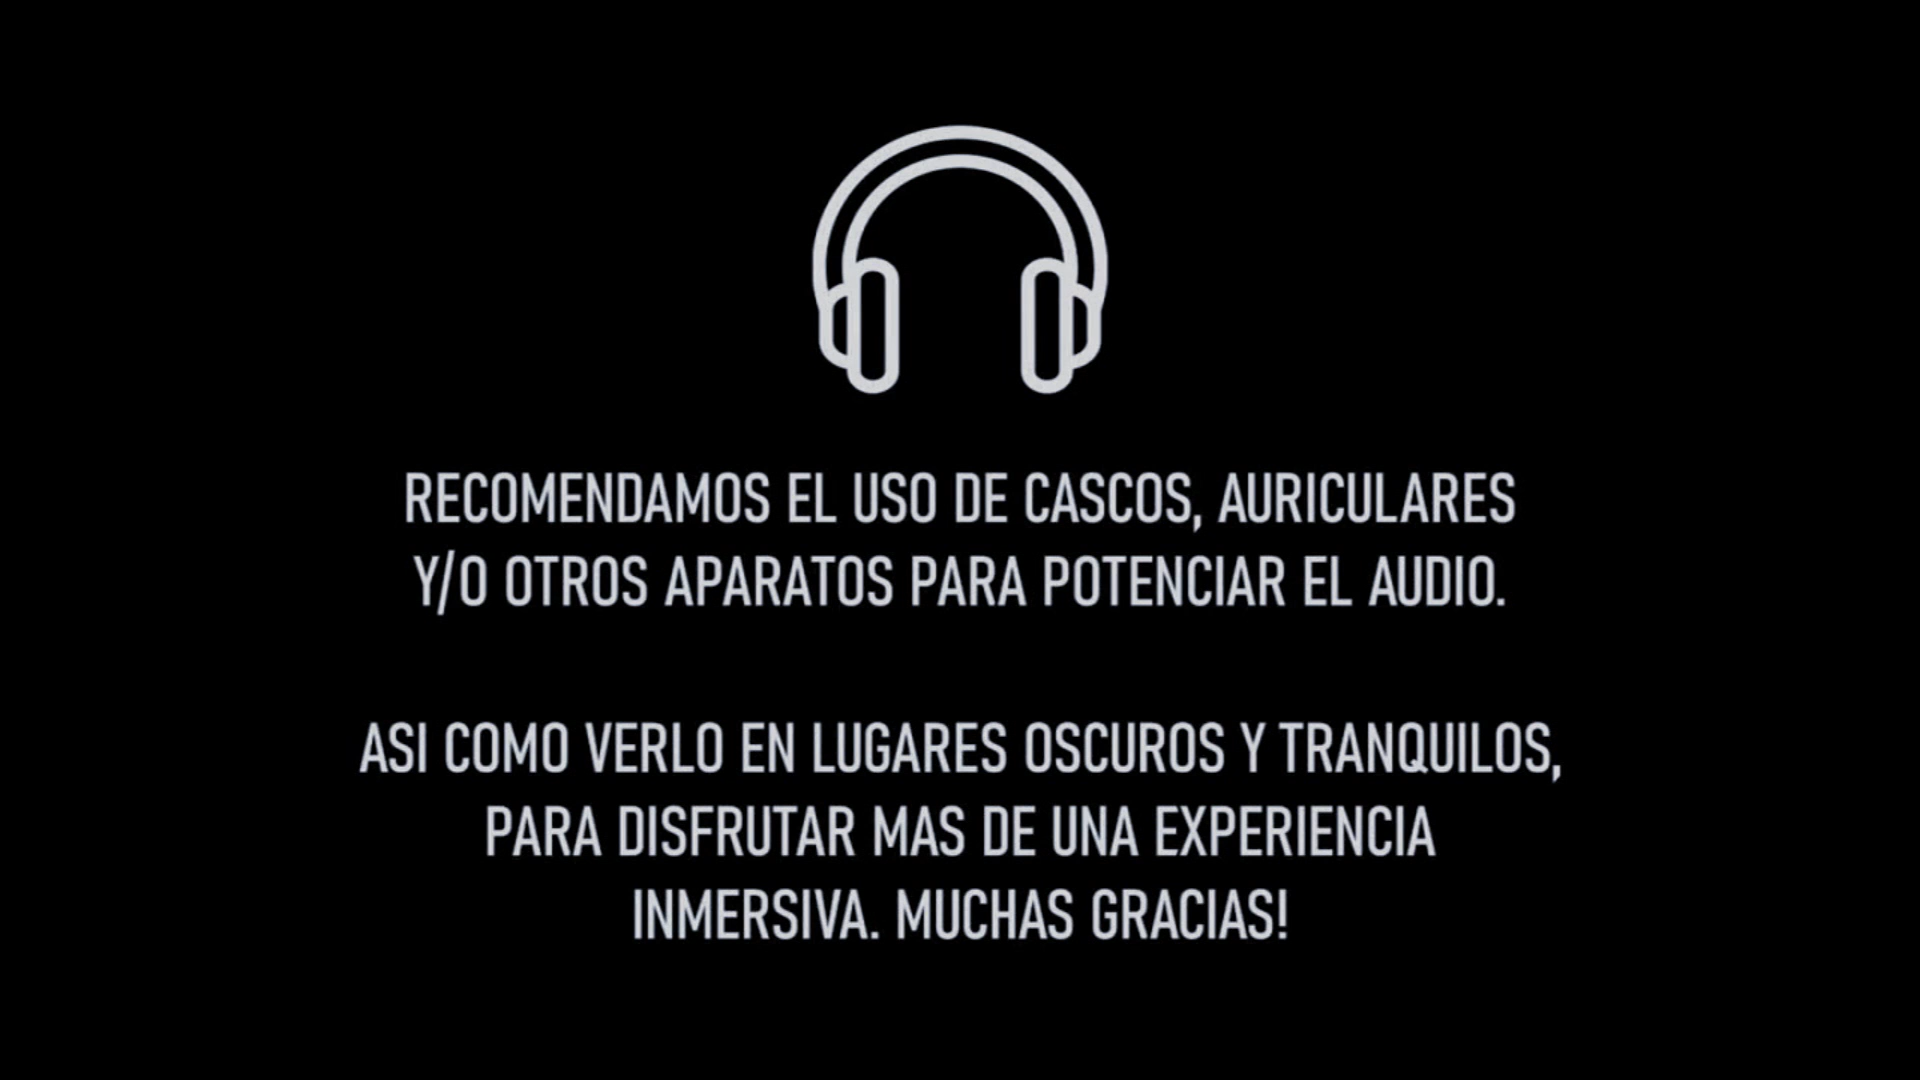 RECOMENDAMOS EL USO DE CASCOS, AURICULARES
Y/O OTROS APARATOS PARA POTENCIAR EL AUDIO.
ASI COMO VERLO EN LUGARES OSCUROS Y TRANQUILOS,
PARA DISFRUTAR MAS DE UNA EXPERIENCIA
INMERSIVA. MUCHAS GRACIAS!